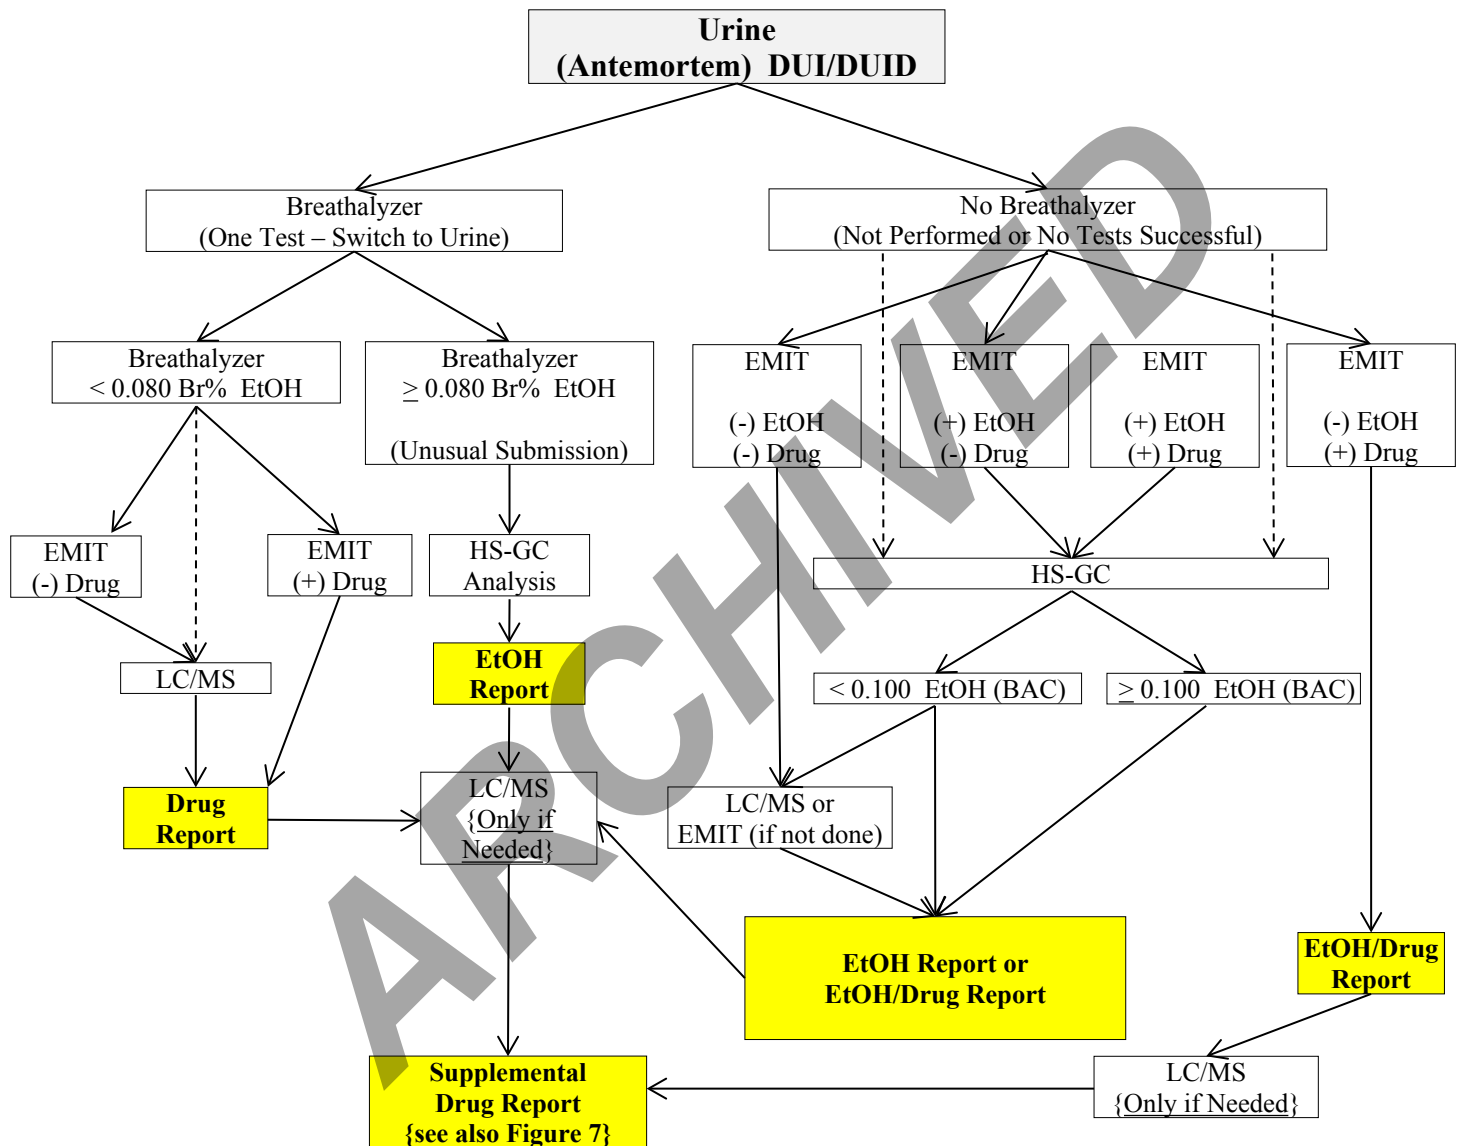 Urine
(Antemortem) DUI/DUID
Breathalyzer
(One Test – Switch to Urine)
No Breathalyzer
(Not Performed or No Tests Successful)
Breathalyzer
< 0.080 Br% EtOH
Breathalyzer
≥ 0.080 Br% EtOH
(Unusual Submission)
EMIT
(-) EtOH
(-) Drug
EMIT
(+) EtOH
(-) Drug
EMIT
(+) EtOH
(+) Drug
EMIT
(-) EtOH
(+) Drug
EMIT
(-) Drug
EMIT
(+) Drug
HS-GC
Analysis
HS-GC
LC/MS
EtOH
Report
< 0.100 EtOH (BAC)
≥ 0.100 EtOH (BAC)
Drug
Report
LC/MS
{Only if
Needed}
LC/MS or
EMIT (if not done)
EtOH Report or
EtOH/Drug Report
EtOH/Drug
Report
Supplemental
Drug Report
{see also Figure 7}
LC/MS
{Only if Needed}
ARCHIVED